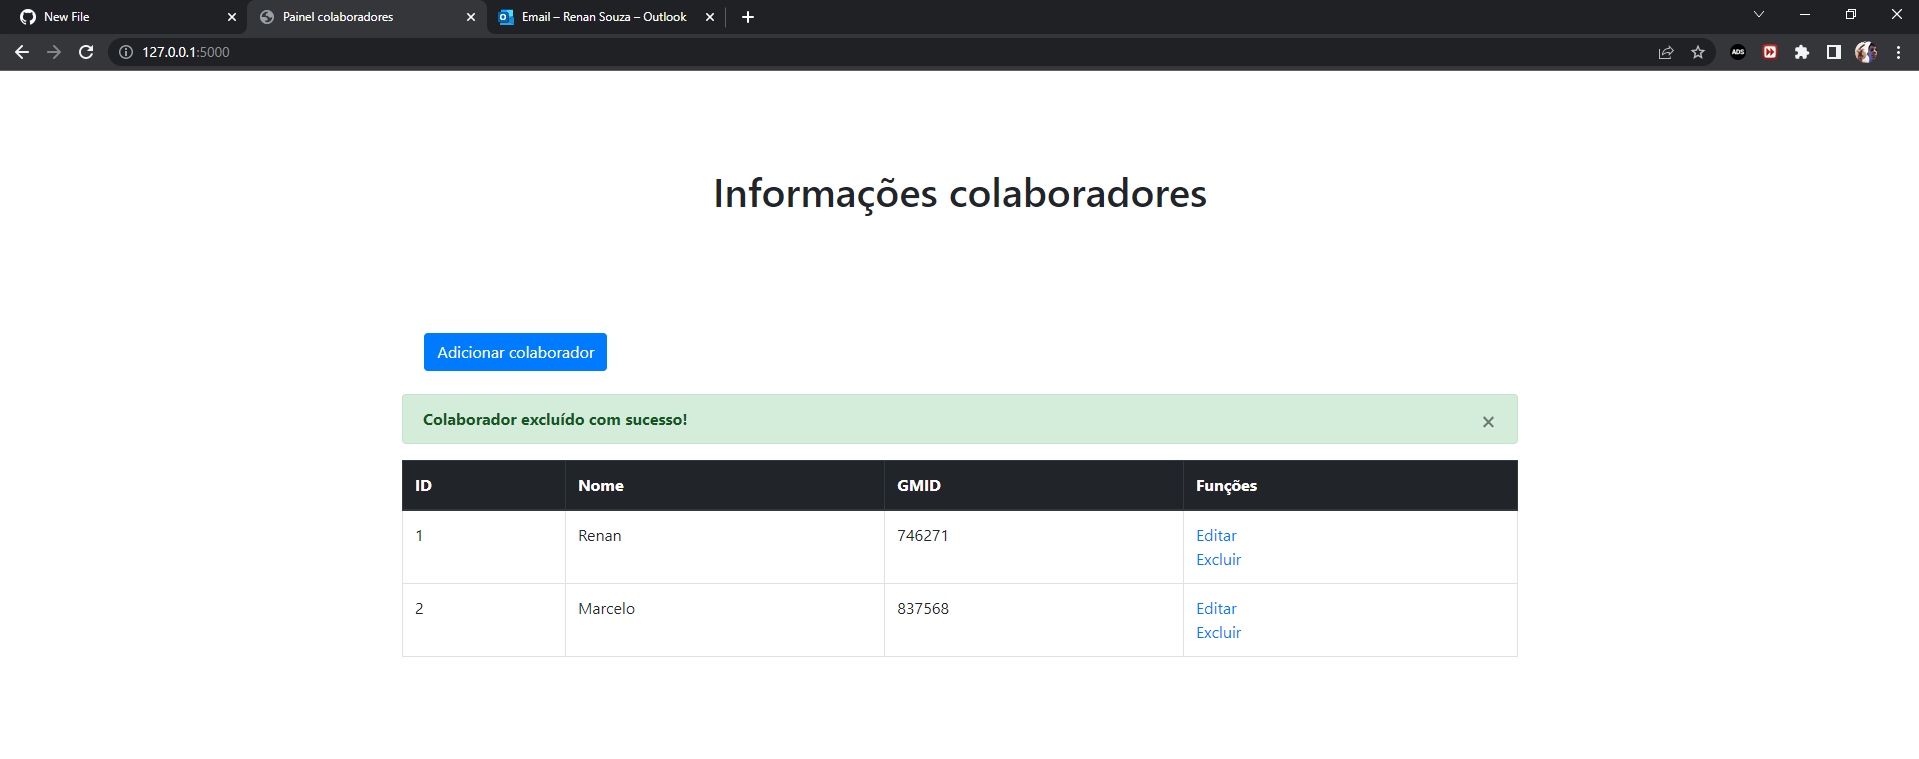 New File
Painel colaboradores
Email – Renan Souza – Outlook
127.0.0.1:5000
ADS
Informações colaboradores
Adicionar colaborador
Colaborador excluído com sucesso!
ID Nome GMID Funções
1 Renan 746271 Editar
Excluir
2 Marcelo 837568 Editar
Excluir